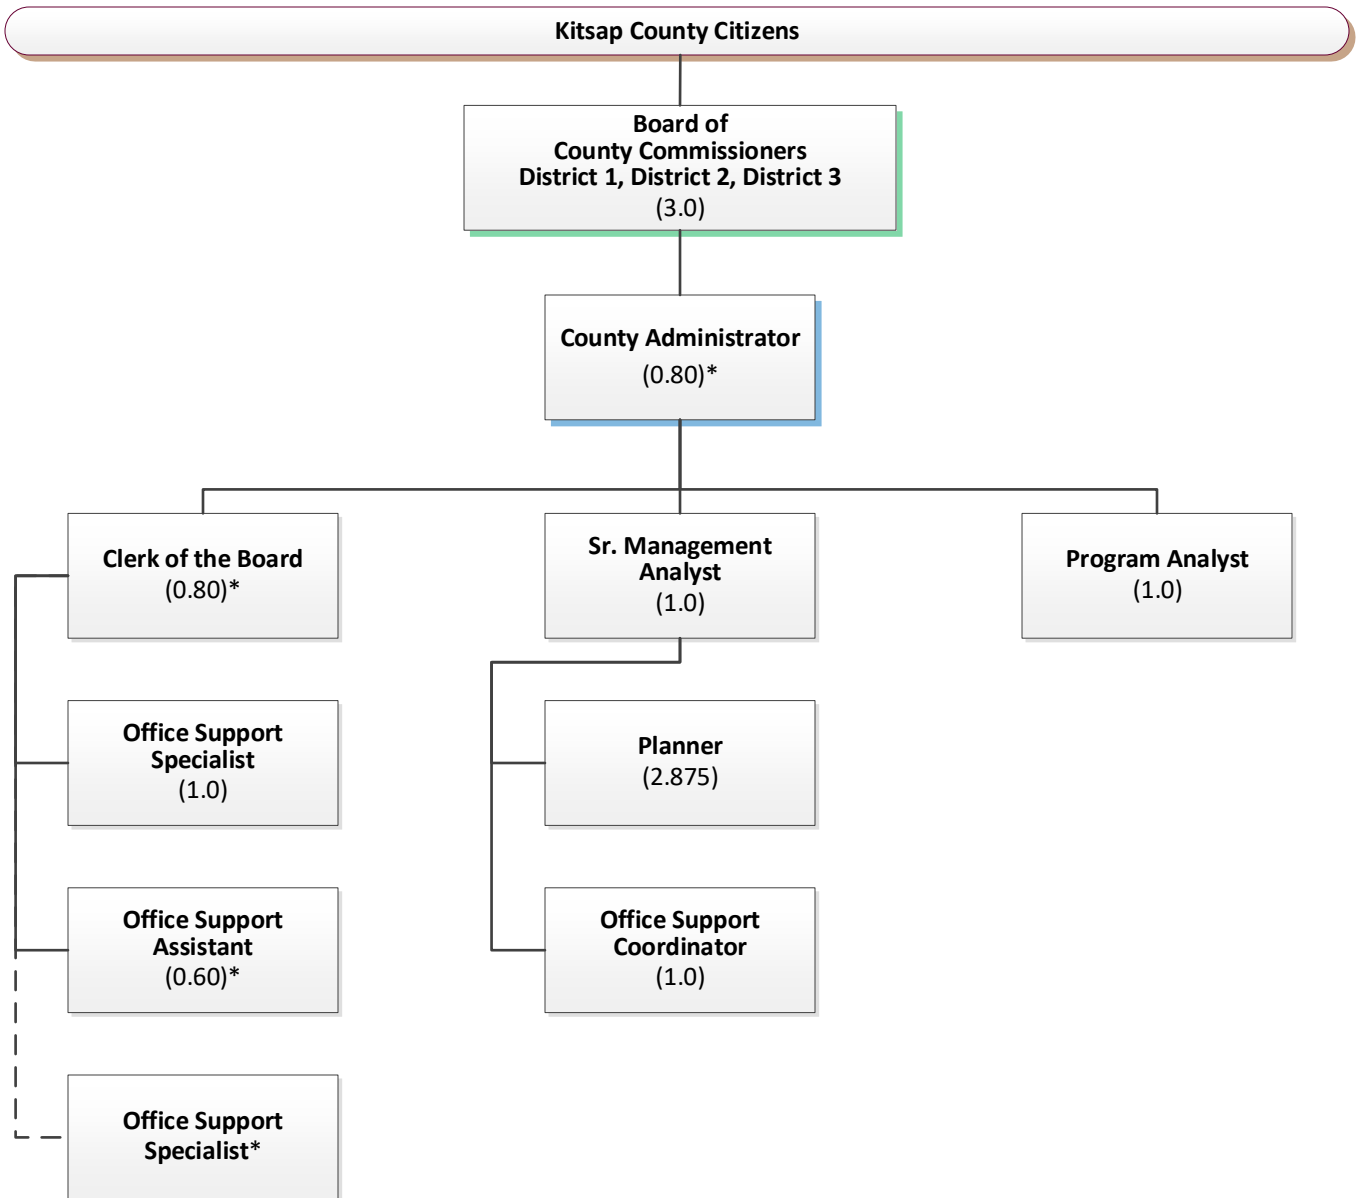 Kitsap County Citizens
Board of
County Commissioners
District 1, District 2, District 3
(3.0)
County Administrator
(0.80)*
Clerk of the Board
(0.80)*
Sr. Management
Analyst
(1.0)
Program Analyst
(1.0)
Office Support
Specialist
(1.0)
Planner
(2.875)
Office Support
Assistant
(0.60)*
Office Support
Coordinator
(1.0)
Office Support
Specialist*